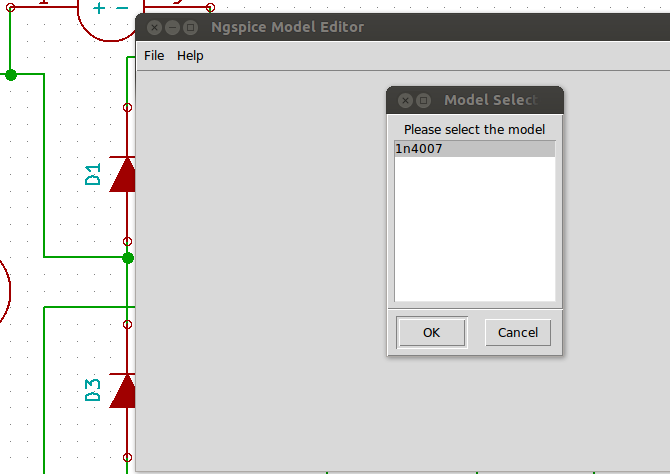 + −
Ngspice Model Editor
File Help
Model Select
Please select the model
1n4007
D1
OK
Cancel
D3